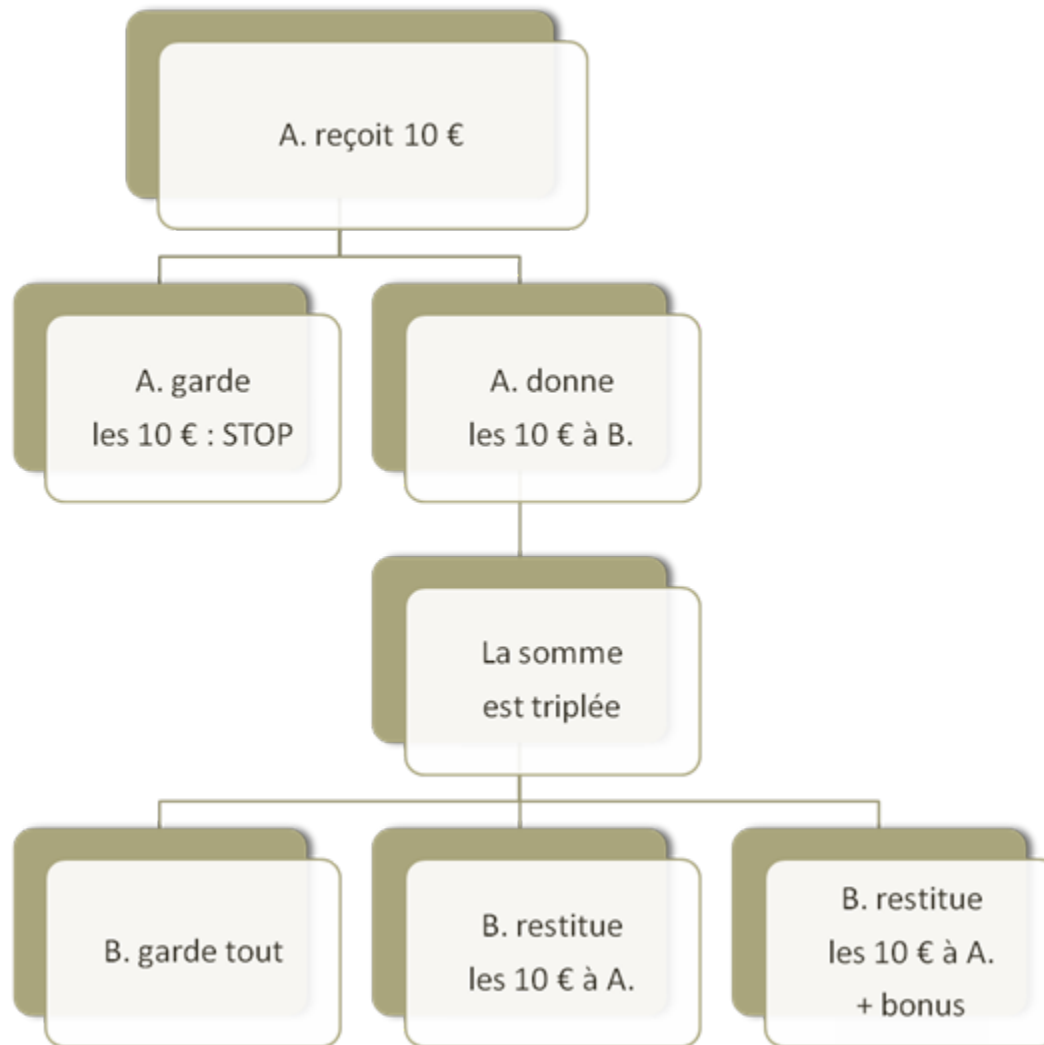 A. reçoit 10 €
A. garde
les 10 € : STOP
A. donne
les 10 € à B.
La somme
est triplée
B. garde tout
B. restitue
les 10 € à A.
B. restitue
les 10 € à A.
+ bonus